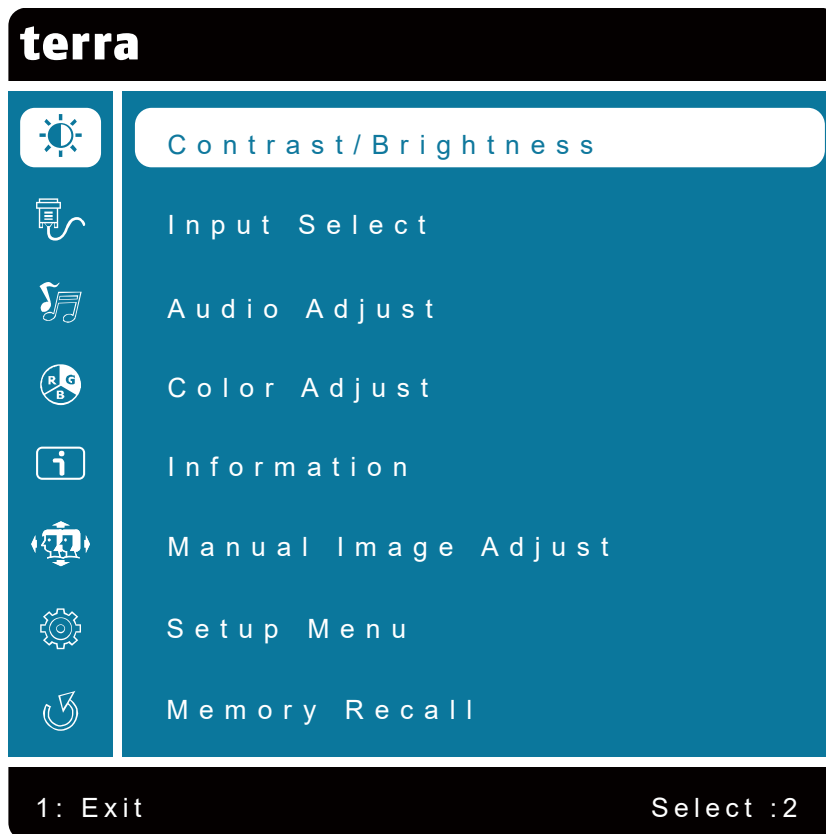 terra
Contrast/Brightness
Input Select
Audio Adjust
R G
B
Color Adjust
i
Information
Manual Image Adjust
Setup Menu
Memory Recall
1: Exit
Select :2